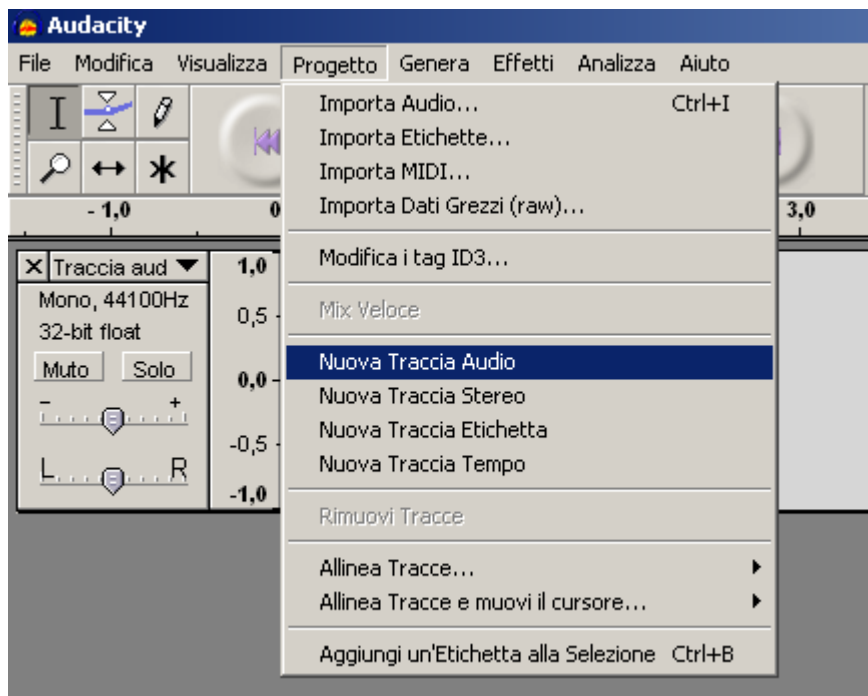 Audacity
File Modifica Visualizza Progetto Genera Effetti Analizza Aiuto
Importa Audio... Ctrl+I
Importa Etichette...
Importa MIDI...
Importa Dati Grezzi (raw)...
- 1,0 0 3,0
Modifica i tag ID3...
Mix Veloce
Nuova Traccia Audio
Nuova Traccia Stereo
Nuova Traccia Etichetta
Nuova Traccia Tempo
Rimuovi Tracce
Allinea Tracce...
Allinea Tracce e muovi il cursore...
Aggiungi un'Etichetta alla Selezione Ctrl+B
Traccia aud 1,0
Mono, 44100Hz
32-bit float
0,5
Muto Solo
0,0
- +
-0,5
L R
-1,0